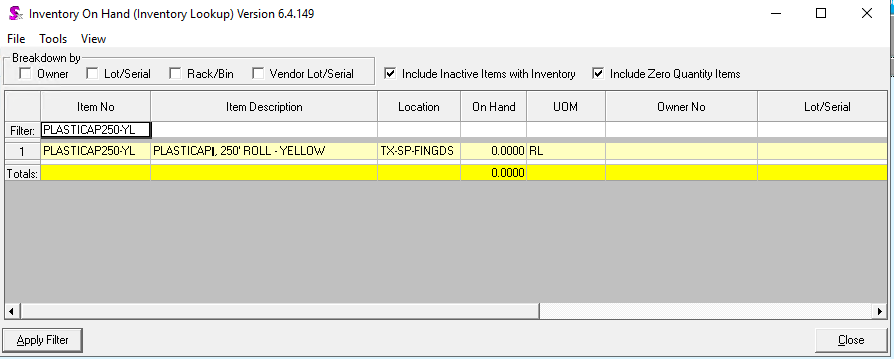 Inventory On Hand (Inventory Lookup) Version 6.4.149
File Tools View
Breakdown by
Owner Lot/Serial Rack/Bin Vendor Lot/Serial Include Inactive Items with Inventory Include Zero Quantity Items
Item No Item Description Location On Hand UOM Owner No Lot/Serial
Filter: PLASTICAP250-YL
1 PLASTICAP250-YL PLASTICAP||, 250' ROLL - YELLOW TX-SP-FINGDS 0.0000 RL
Totals: 0.0000
Apply Filter Close